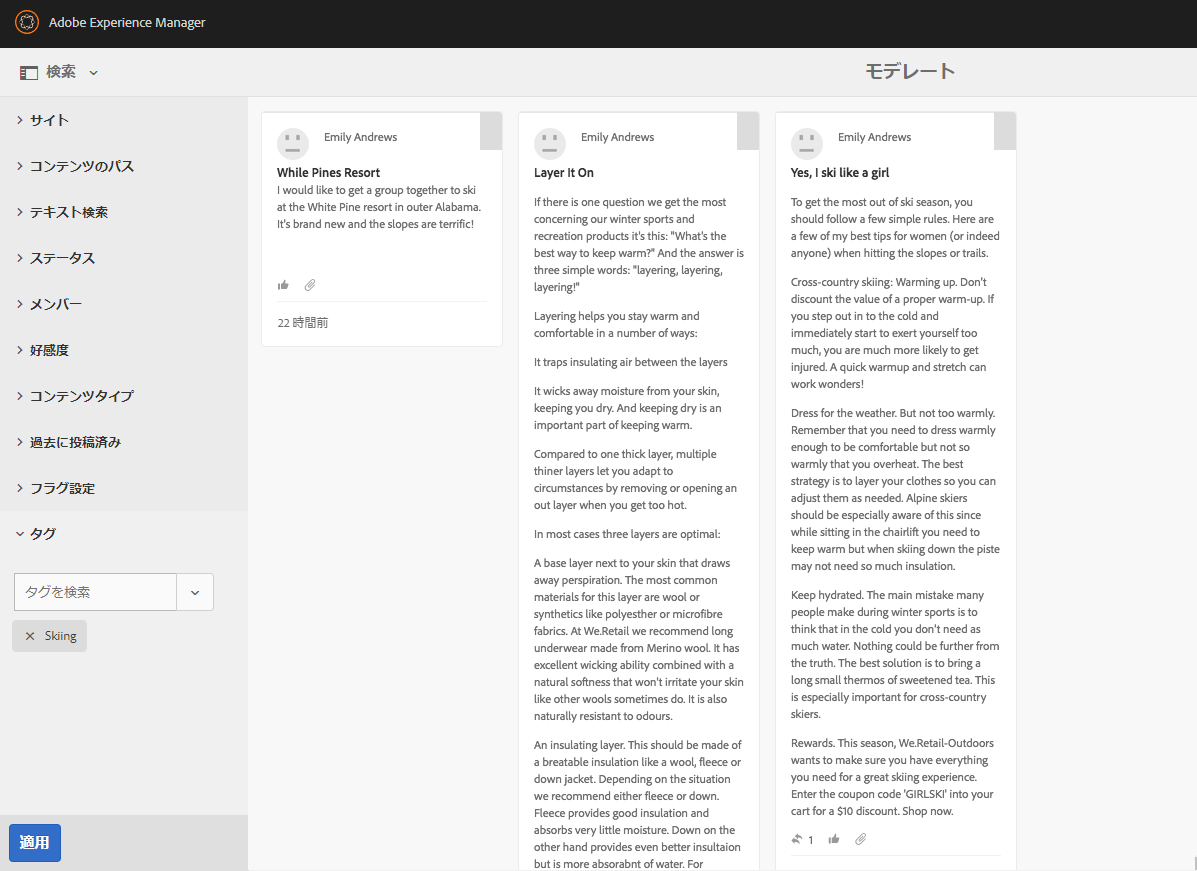 Adobe Experience Manager
検索
モデレート
サイト
コンテンツのパス
テキスト検索
ステータス
メンバー
好感度
コンテンツタイプ
過去に投稿済み
フラグ設定
タグ
タグを検索
Skiing
適用
Emily Andrews
While Pines Resort
I would like to get a group together to ski
at the White Pine resort in outer Alabama.
It's brand new and the slopes are terrific!
22 時間前
Emily Andrews
Layer It On
If there is one question we get the most
concerning our winter sports and
recreation products it's this: "What's the
best way to keep warm?" And the answer is
three simple words: "layering, layering,
layering!"
Layering helps you stay warm and
comfortable in a number of ways:
It traps insulating air between the layers
It wicks away moisture from your skin,
keeping you dry. And keeping dry is an
important part of keeping warm.
Compared to one thick layer, multiple
thiner layers let you adapt to
circumstances by removing or opening an
out layer when you get too hot.
In most cases three layers are optimal:
A base layer next to your skin that draws
away perspiration. The most common
materials for this layer are wool or
synthetics like polyesther or microfibre
fabrics. At We.Retail we recommend long
underwear made from Merino wool. It has
excellent wicking ability combined with a
natural softness that won't irritate your skin
like other wools sometimes do. It is also
naturally resistant to odours.
An insulating layer. This should be made of
a breatable insulation like a wool, fleece or
down jacket. Depending on the situation
we recommend either fleece or down.
Fleece provides good insulation and
absorbs very little moisture. Down on the
other hand provides even better insultaion
but is more absorabnt of water. For
Emily Andrews
Yes, I ski like a girl
To get the most out of ski season, you
should follow a few simple rules. Here are
a few of my best tips for women (or indeed
anyone) when hitting the slopes or trails.
Cross-country skiing: Warming up. Don't
discount the value of a proper warm-up. If
you step out in to the cold and
immediately start to exert yourself too
much, you are much more likely to get
injured. A quick warmup and stretch can
work wonders!
Dress for the weather. But not too warmly.
Remember that you need to dress warmly
enough to be comfortable but not so
warmly that you overheat. The best
strategy is to layer your clothes so you can
adjust them as needed. Alpine skiers
should be especially aware of this since
while sitting in the chairlift you need to
keep warm but when skiing down the piste
may not need so much insulation.
Keep hydrated. The main mistake many
people make during winter sports is to
think that in the cold you don't need as
much water. Nothing could be further from
the truth. The best solution is to bring a
long small thermos of sweetened tea. This
is especially important for cross-country
skiers.
Rewards. This season, We.Retail-Outdoors
wants to make sure you have everything
you need for a great skiing experience.
Enter the coupon code 'GIRLSKI' into your
cart for a $10 discount. Shop now.
1